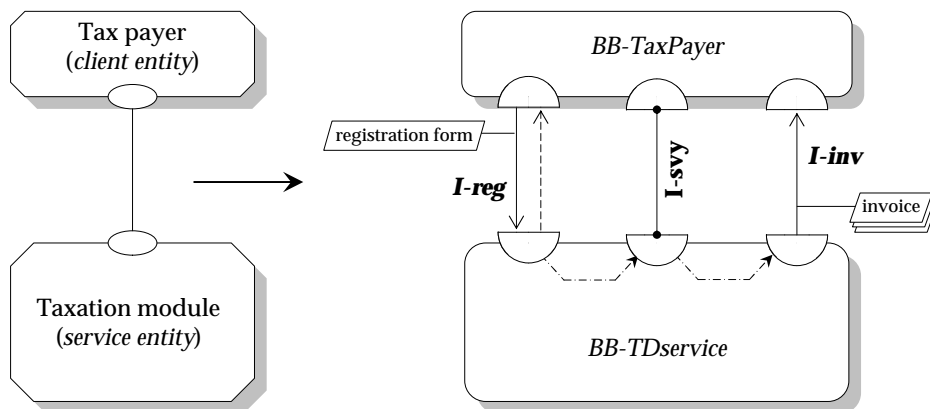 Tax payer
(client entity)
Taxation module
(service entity)
BB-TaxPayer
registration form
I-reg
I-svy
I-inv
invoice
BB-TDservice